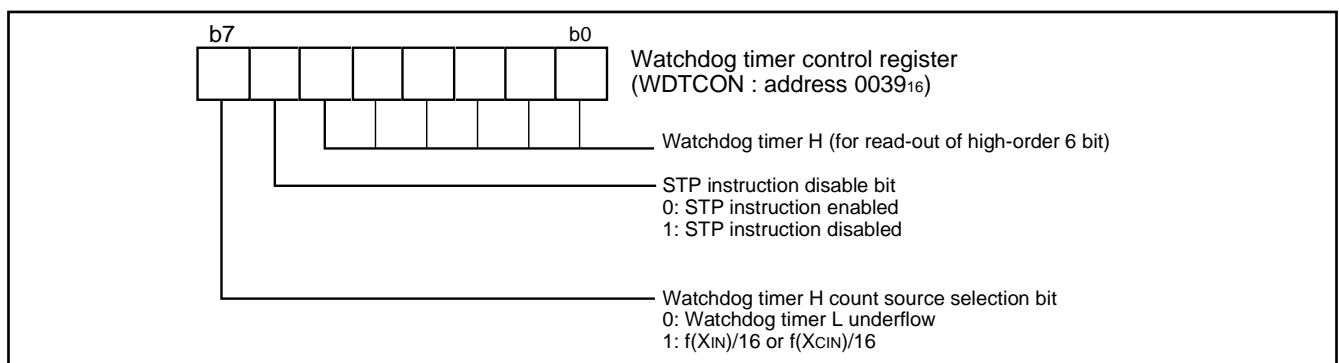 b7 b0
Watchdog timer control register
(WDTCON : address 003916)
Watchdog timer H (for read-out of high-order 6 bit)
STP instruction disable bit
0: STP instruction enabled
1: STP instruction disabled
Watchdog timer H count source selection bit
0: Watchdog timer L underflow
1: f(XIN)/16 or f(XCIN)/16